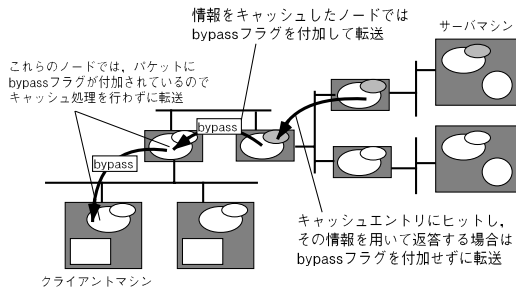 情報をキャッシュしたノードでは
bypassフラグを付加して転送
サーバマシン
これらのノードでは，パケットに
bypassフラグが付加されているので
キャッシュ処理を行わずに転送
bypass
bypass
キャッシュエントリにヒットし，
その情報を用いて返答する場合は
bypassフラグを付加せずに転送
クライアントマシン